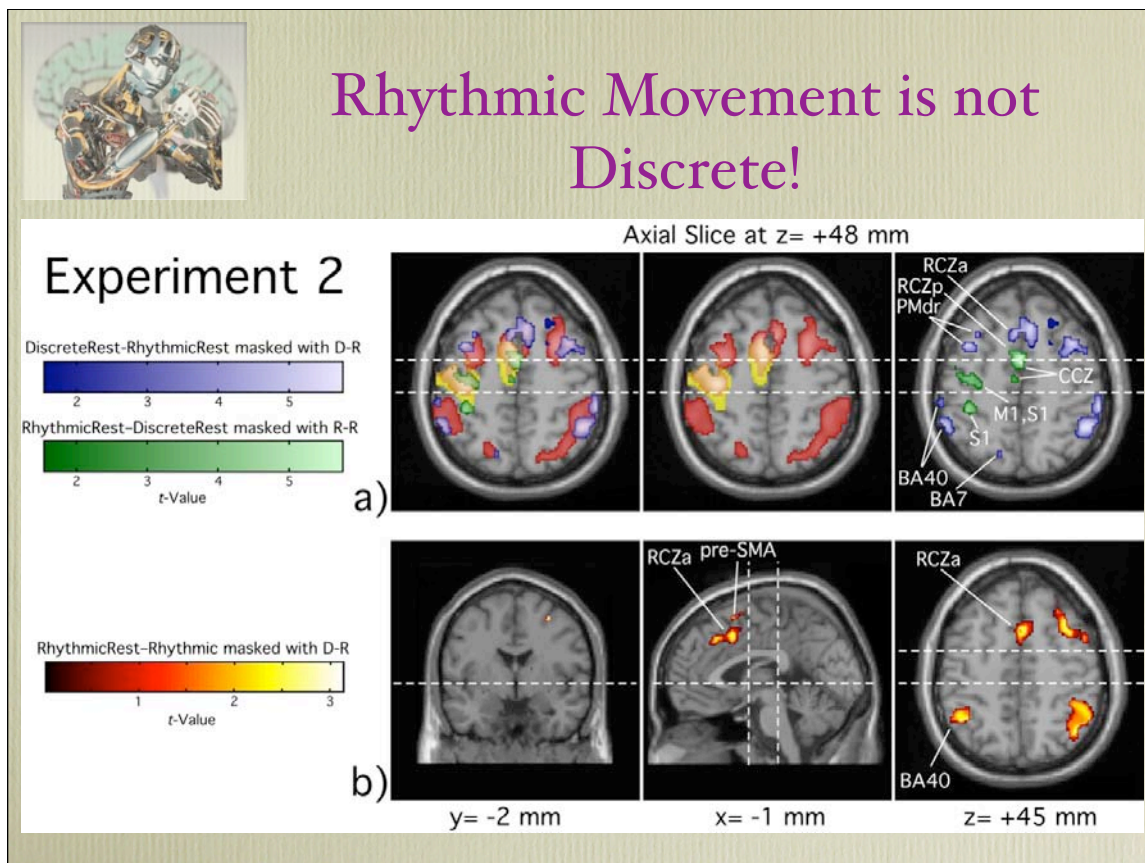 Rhythmic Movement is not
Discrete!
Axial Slice at z= +48 mm
Experiment 2
DiscreteRest-RhythmicRest masked with D-R
2 3 4 5
RhythmicRest–DiscreteRest masked with R-R
2 3 4 5
t-Value
a)
RCZa
RCZp
PMdr
CCZ
M1,S1
S1
BA40
BA7
RhythmicRest–Rhythmic masked with D-R
1 2 3
t-Value
b)
RCZa
pre-SMA
RCZa
BA40
y= -2 mm
x= -1 mm
z= +45 mm